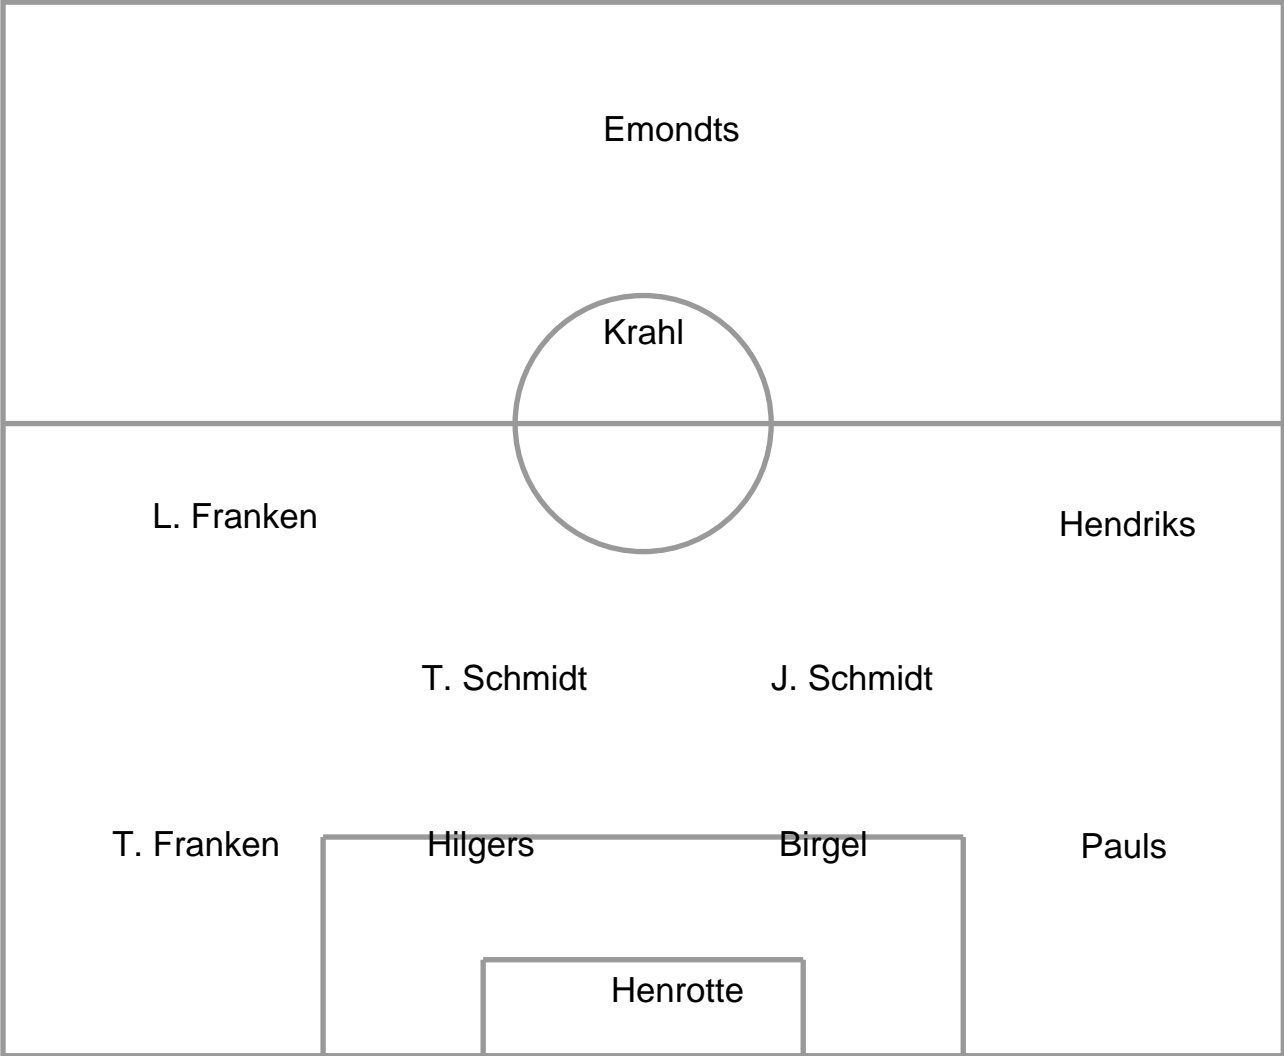 Emondts
Krahl
L. Franken
Hendriks
T. Schmidt
J. Schmidt
T. Franken
Hilgers
Birgel
Pauls
Henrotte